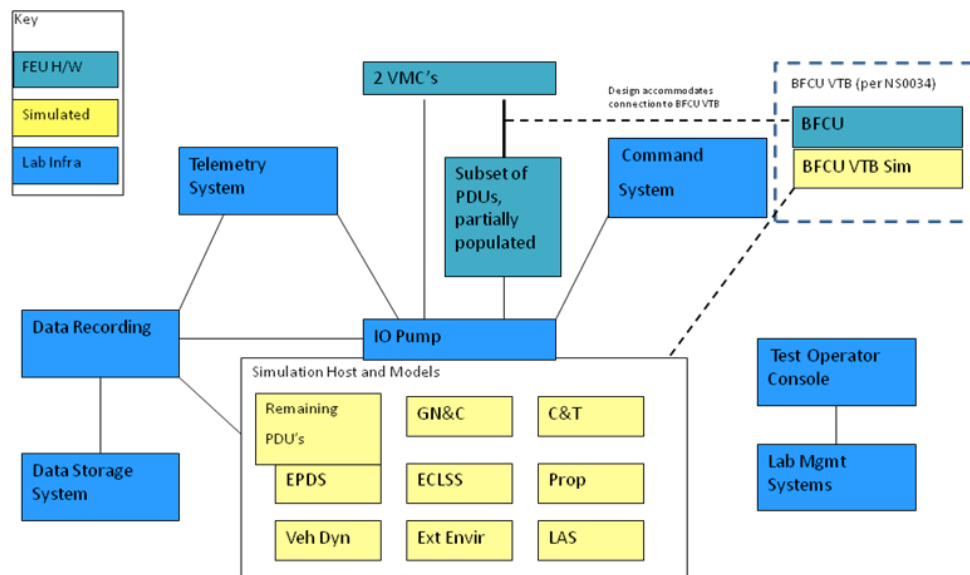 Key
FEU H/W
Simulated
Lab Infra
2 VMC's
Design accommodates
connection to BFCU VTB
BFCU VTB (per NS0034)
BFCU
BFCU VTB Sim
Telemetry
System
Subset of
PDUs,
partially
populated
Command
System
Data Recording
IO Pump
Simulation Host and Models
Remaining
PDU's
GN&C
C&T
EPDS
ECLSS
Prop
Veh Dyn
Ext Envir
LAS
Data Storage
System
Test Operator
Console
Lab Mgmt
Systems